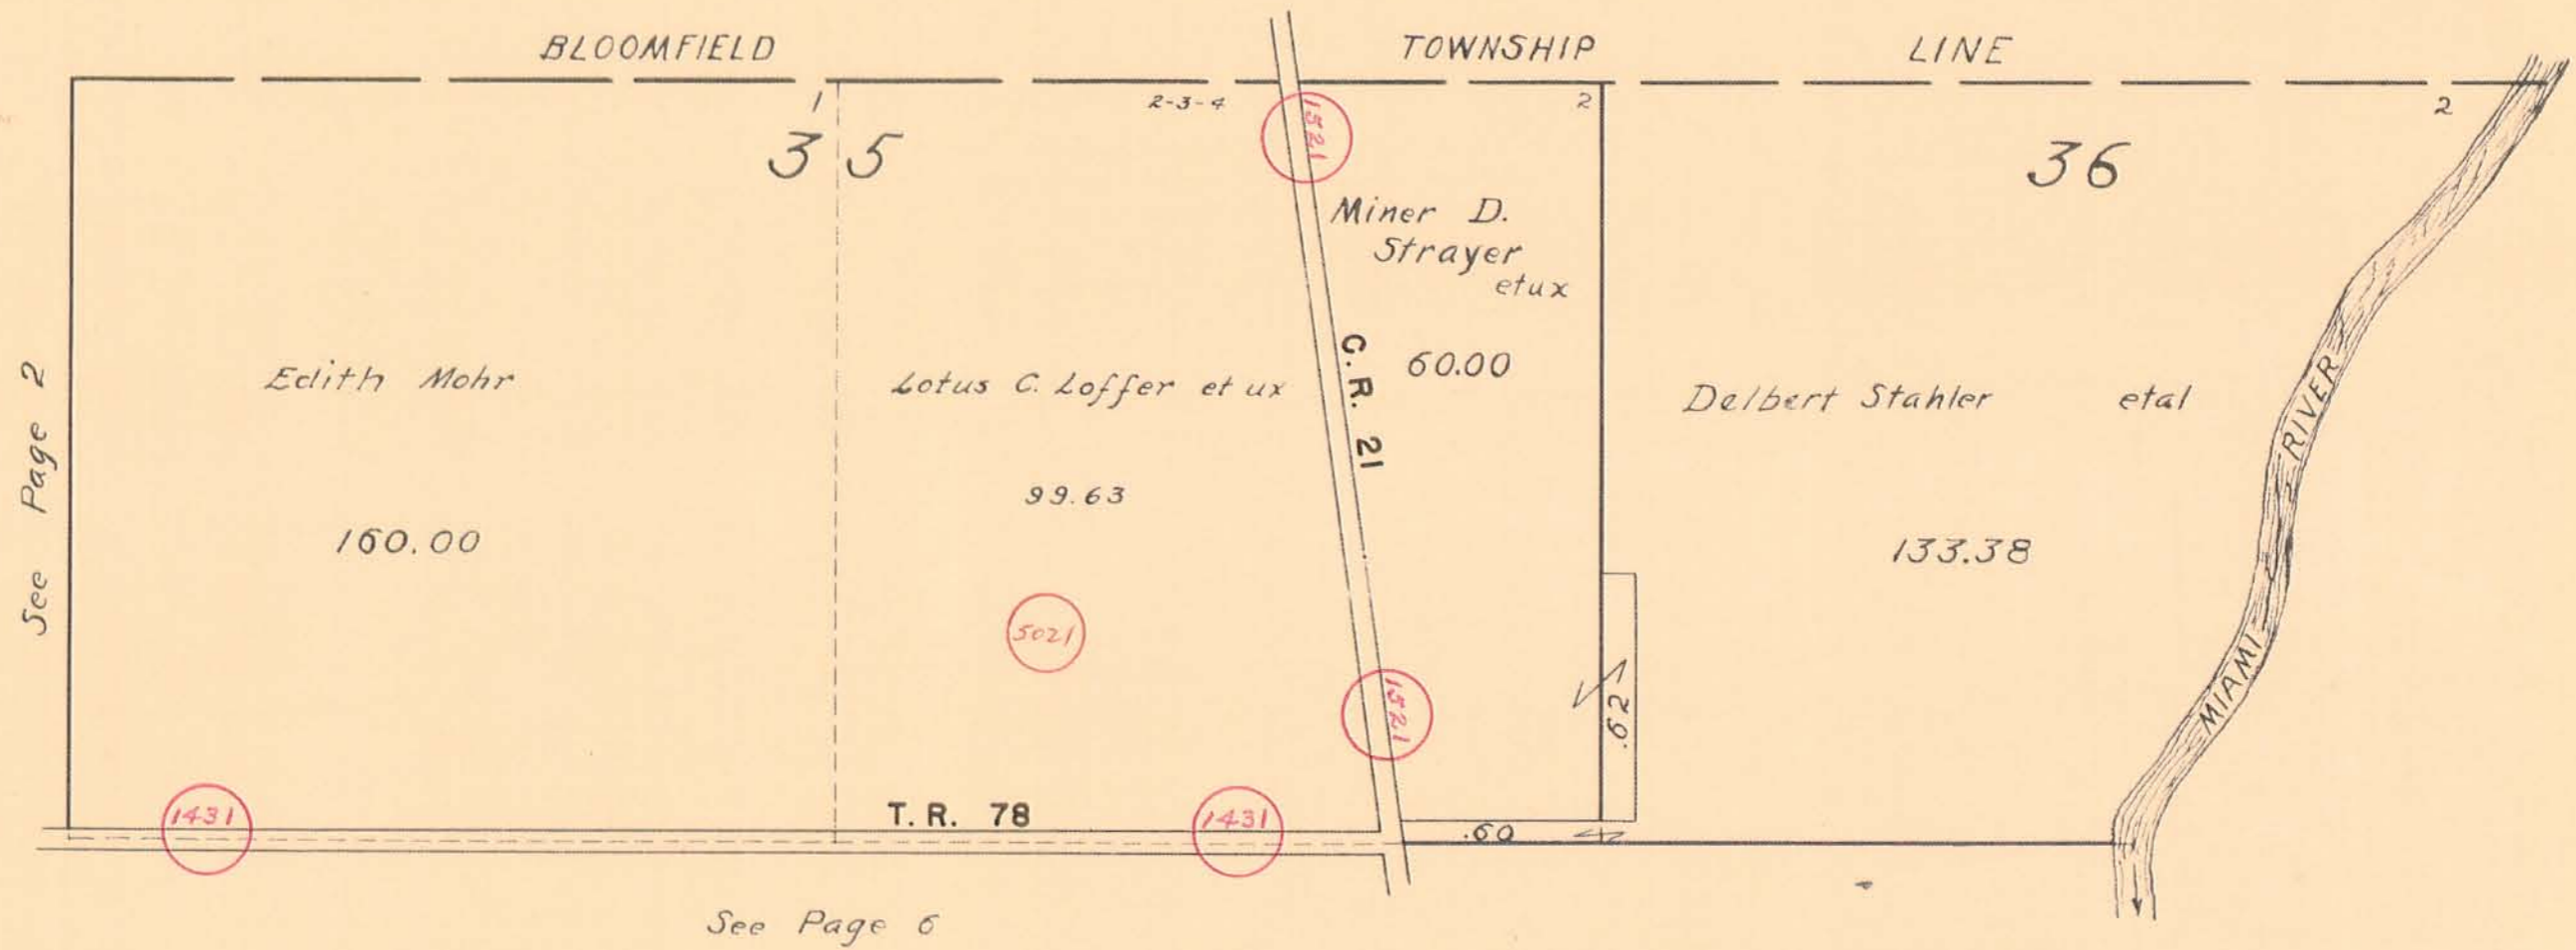 BLOOMFIELD TOWNSHIP LINE
1
2-3-4
2
2
35
36
1521
Miner D.
Strayer
etux
60.00
C. R. 21
See Page 2
Edith Mohr
160.00
Lotus C. Loffer et ux
99.63
5021
Delbert Stahler etal
133.38
MIAMI RIVER
1521
.62
.60
1431
T. R. 78
1431
See Page 6